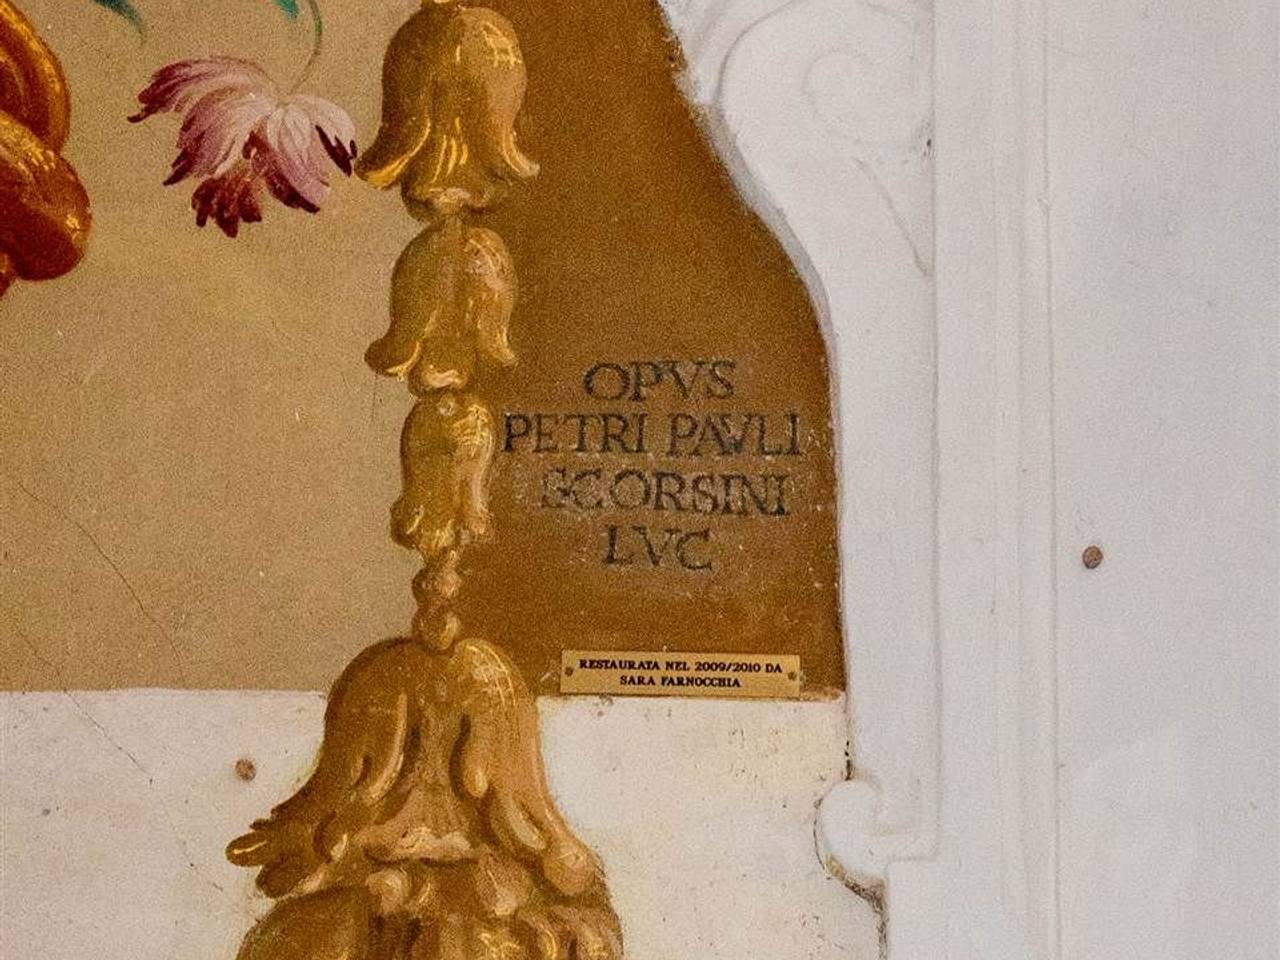 OPVS
PETRI PAVLI
SCORSINI
LVC
RESTAURATA NEL 2009/2010 DA
SARA FARNOCCHIA